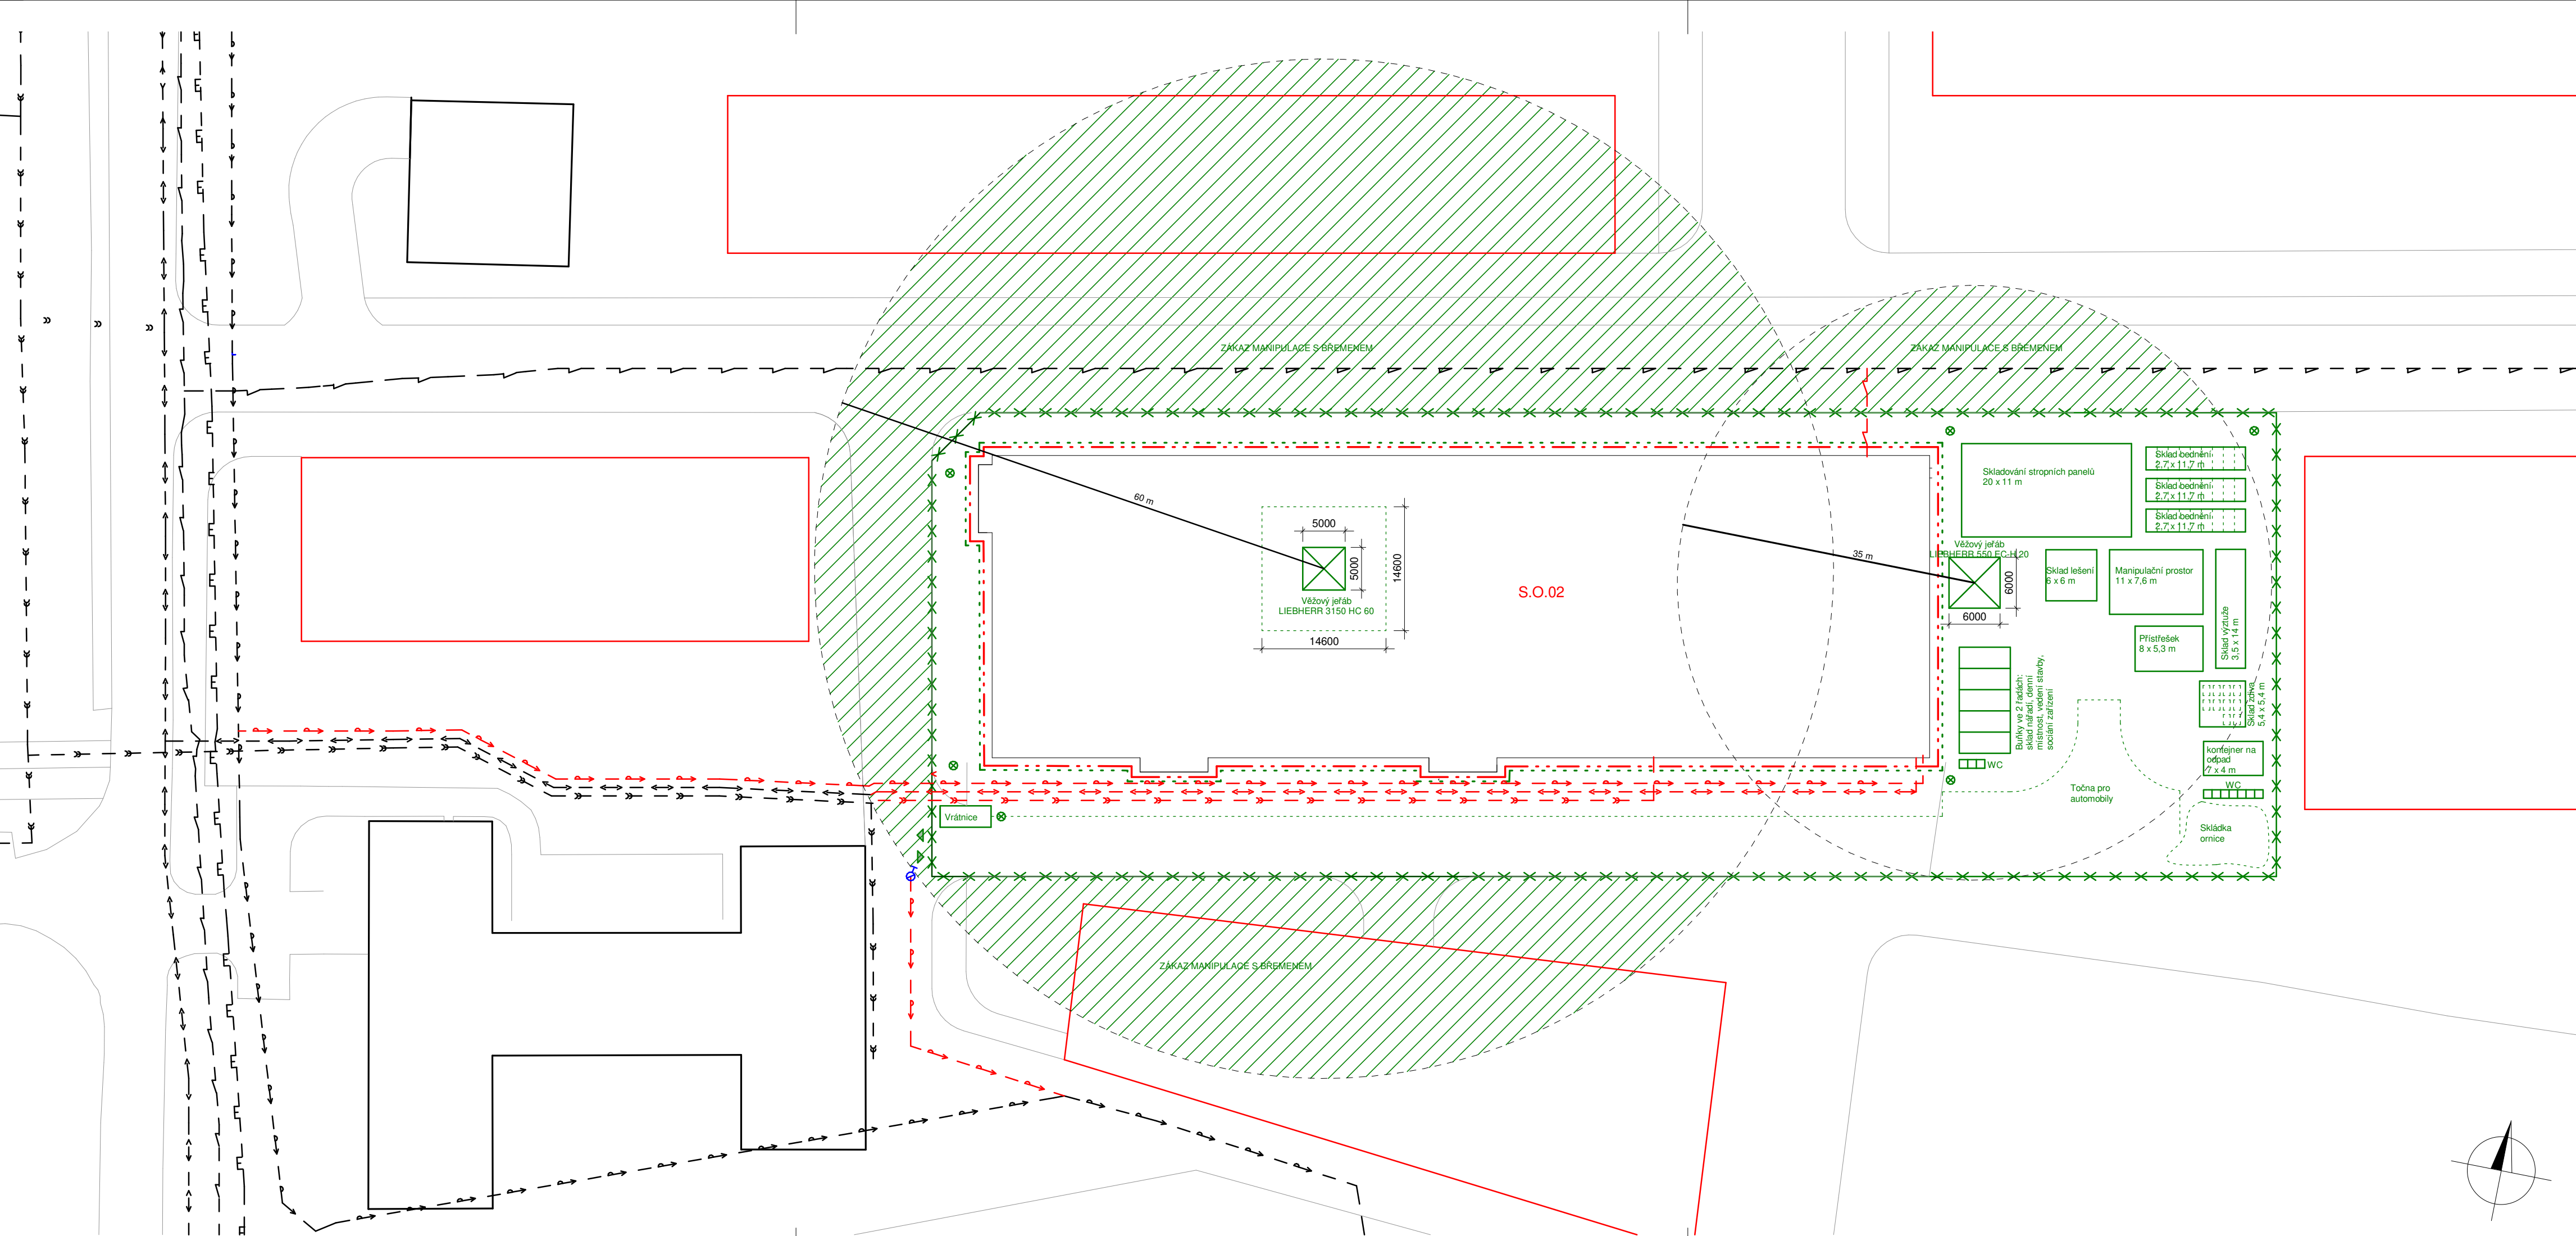 ZÁKAZ MANIPULACE S BŘEMENEM
ZÁKAZ MANIPULACE S BŘEMENEM
60 m
5000
5000
14600
14600
Věžový jeřáb
LIEBHERR 3150 HC 60
S.O.02
35 m
Věžový jeřáb
LIEBHERR 550 EC-H 20
6000
6000
Skladování stropních panelů
20 x 11 m
Sklad bednění
2,7 x 11,7 m
Sklad bednění
2,7 x 11,7 m
Sklad bednění
2,7 x 11,7 m
Sklad lešení
6 x 6 m
Manipulační prostor
11 x 7,6 m
Přístřešek
8 x 5,3 m
Sklad výztuže
3,5 x 14 m
Buňky ve 2 řadách:
sklad nářadí, denní
místnost, vedení stavby,
sociání zařízení
WC
Sklad zdiva
5,4 x 5,4 m
kontejner na
odpad
7 x 4 m
WC
Točna pro
automobily
Skládka
ornice
Vrátnice
ZÁKAZ MANIPULACE S BŘEMENEM